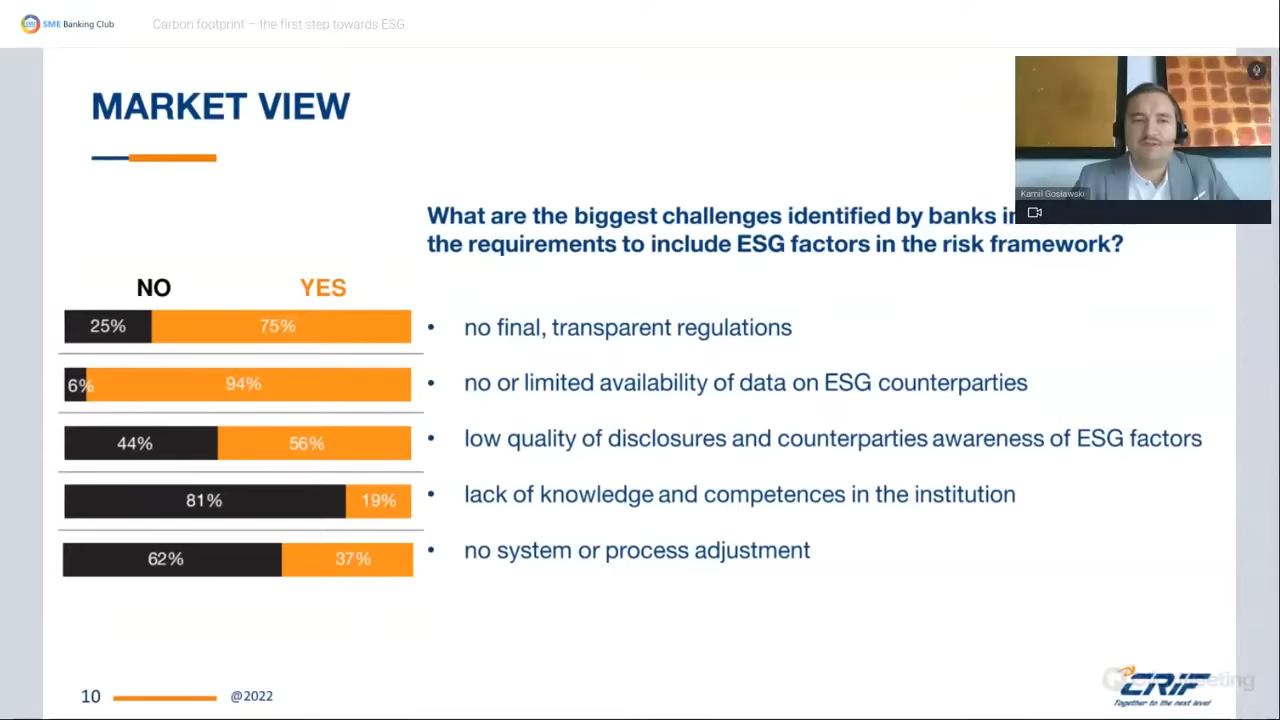 SME Banking Club
Carbon footprint – the first step towards ESG
MARKET VIEW
Kamil Gosławski
What are the biggest challenges identified by banks in
the requirements to include ESG factors in the risk framework?
NO YES
25% 75% • no final, transparent regulations
6% 94% • no or limited availability of data on ESG counterparties
44% 56% • low quality of disclosures and counterparties awareness of ESG factors
81% 19% • lack of knowledge and competences in the institution
62% 37% • no system or process adjustment
10 @2022
CRIF
Together to the next level